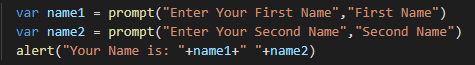 var name1 = prompt("Enter Your First Name","First Name")
var name2 = prompt("Enter Your Second Name","Second Name")
alert("Your Name is: "+name1+" "+name2)